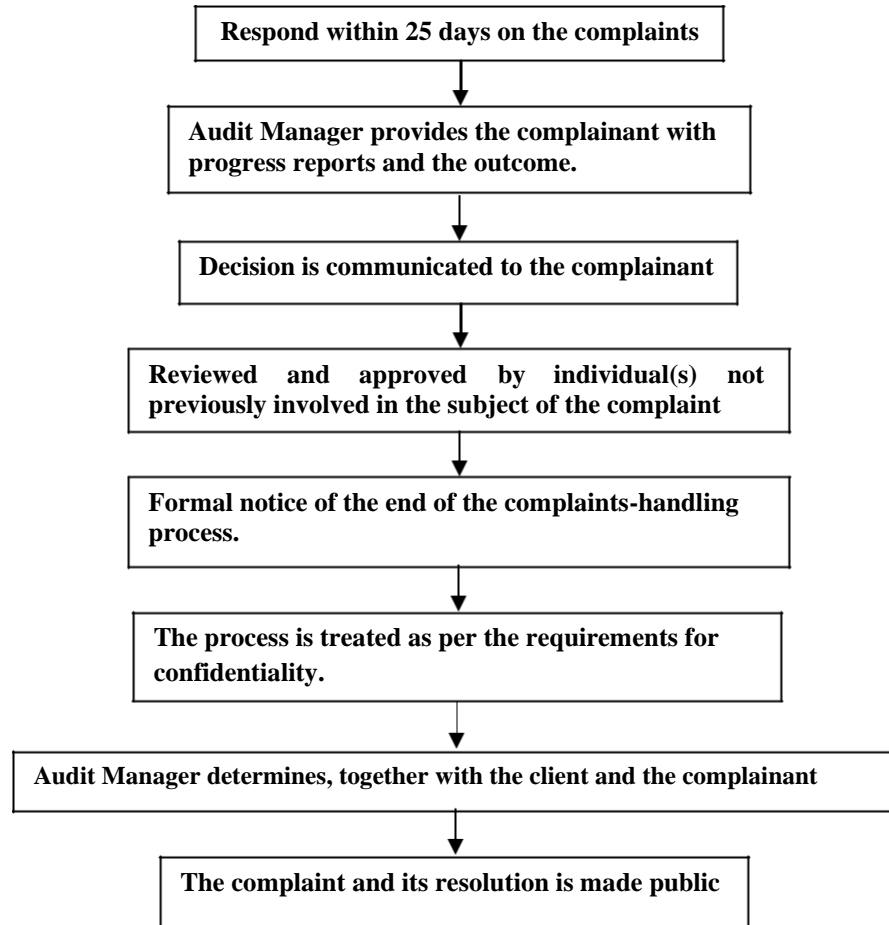 Respond within 25 days on the complaints
Audit Manager provides the complainant with
progress reports and the outcome.
Decision is communicated to the complainant
Reviewed and approved by individual(s) not
previously involved in the subject of the complaint
Formal notice of the end of the complaints-handling
process.
The process is treated as per the requirements for
confidentiality.
Audit Manager determines, together with the client and the complainant
The complaint and its resolution is made public